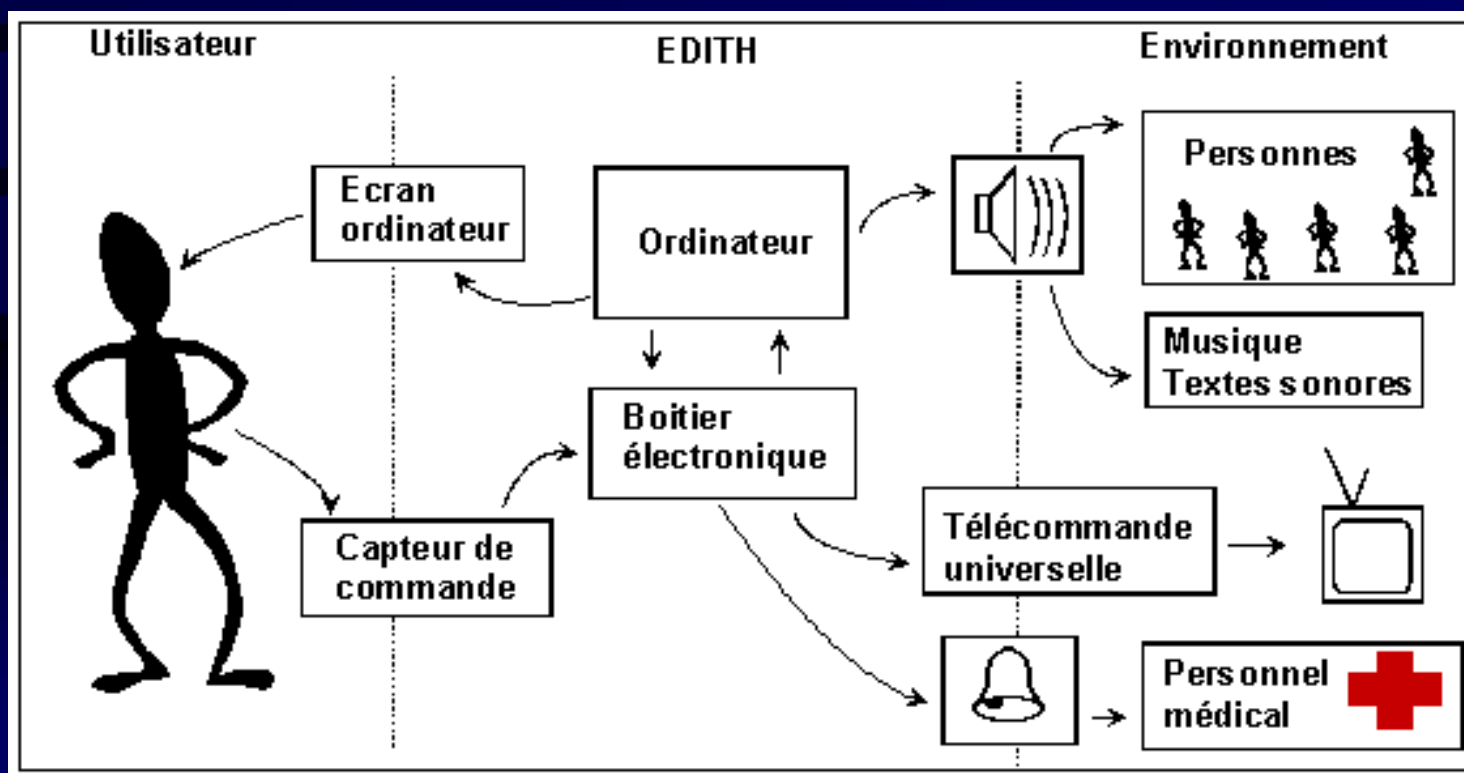 Utilisateur
EDITH
Environnement
Ecran
ordinateur
Ordinateur
Personnes
Musique
Textes sonores
Boitier
électronique
Capteur de
commande
Télécommande
universelle
Personnel
médical